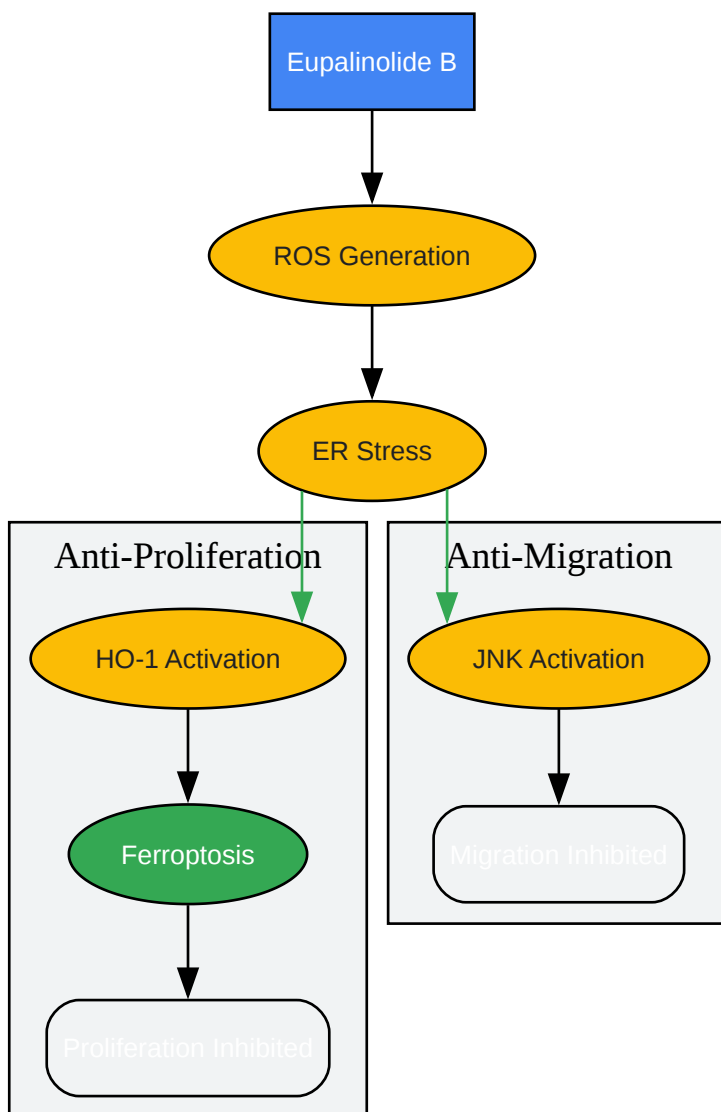 Eupalinolide B
ROS Generation
ER Stress
Anti-Proliferation
Anti-Migration
HO-1 Activation
JNK Activation
Ferroptosis
Migration Inhibited
Proliferation Inhibited